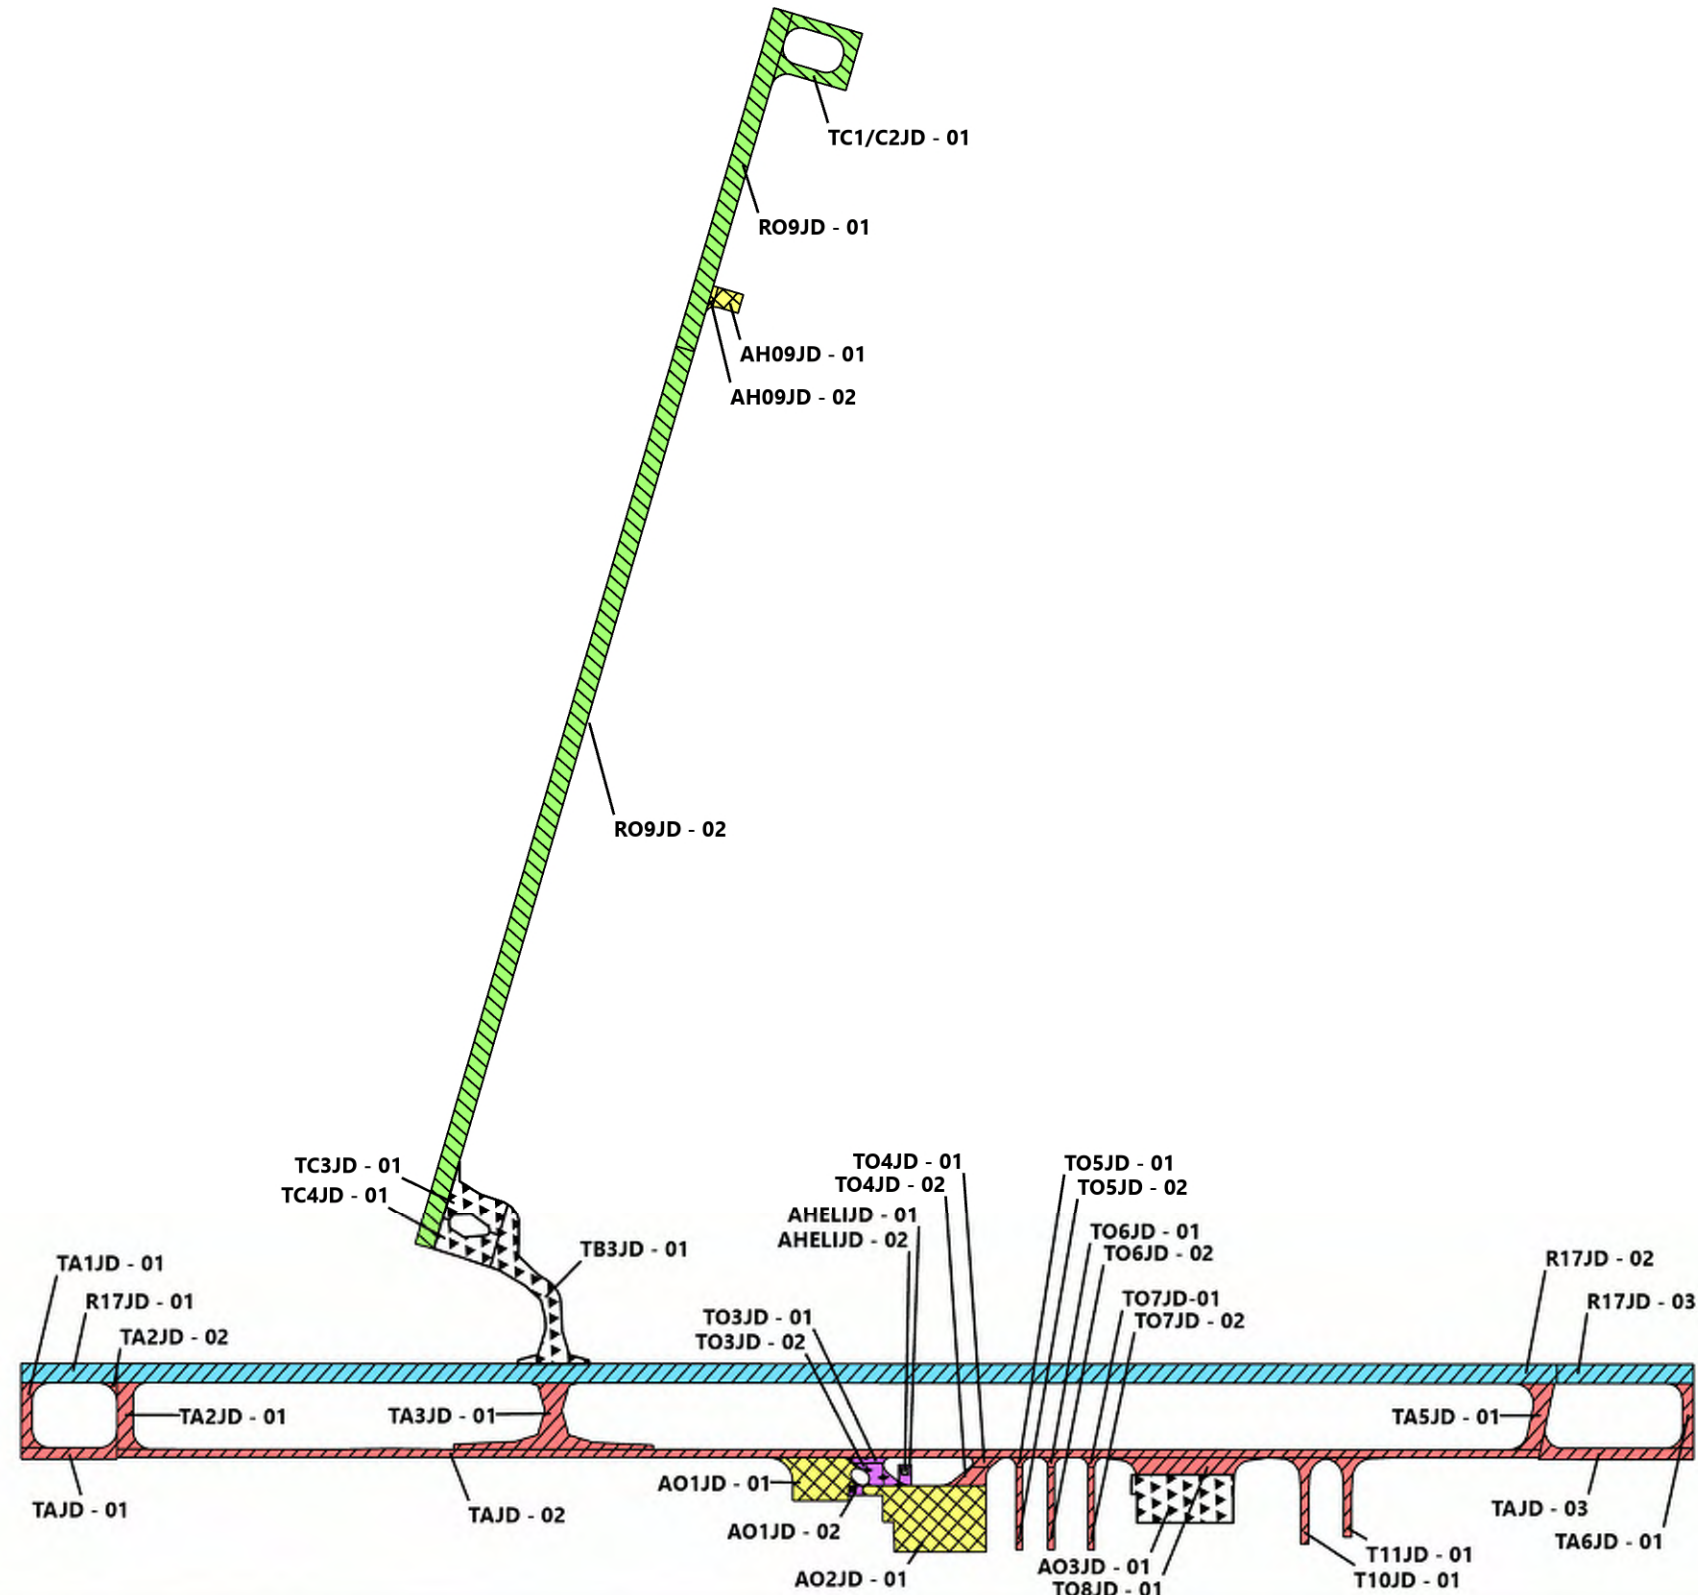 TC1/C2JD - 01
RO9JD - 01
AH09JD - 01
AH09JD - 02
RO9JD - 02
TC3JD - 01
TC4JD - 01
TB3JD - 01
TO4JD - 01
TO4JD - 02
AHELIJD - 01
AHELIJD - 02
TO5JD - 01
TO5JD - 02
TO6JD - 01
TO6JD - 02
TO7JD-01
TO7JD - 02
TO3JD - 01
TO3JD - 02
R17JD - 02
R17JD - 03
TA1JD - 01
R17JD - 01
TA2JD - 02
TA2JD - 01
TA3JD - 01
TA5JD - 01
TAJD - 01
TAJD - 02
AO1JD - 01
AO1JD - 02
AO2JD - 01
AO3JD - 01
TO8JD - 01
TAJD - 03
TA6JD - 01
T11JD - 01
T10JD - 01